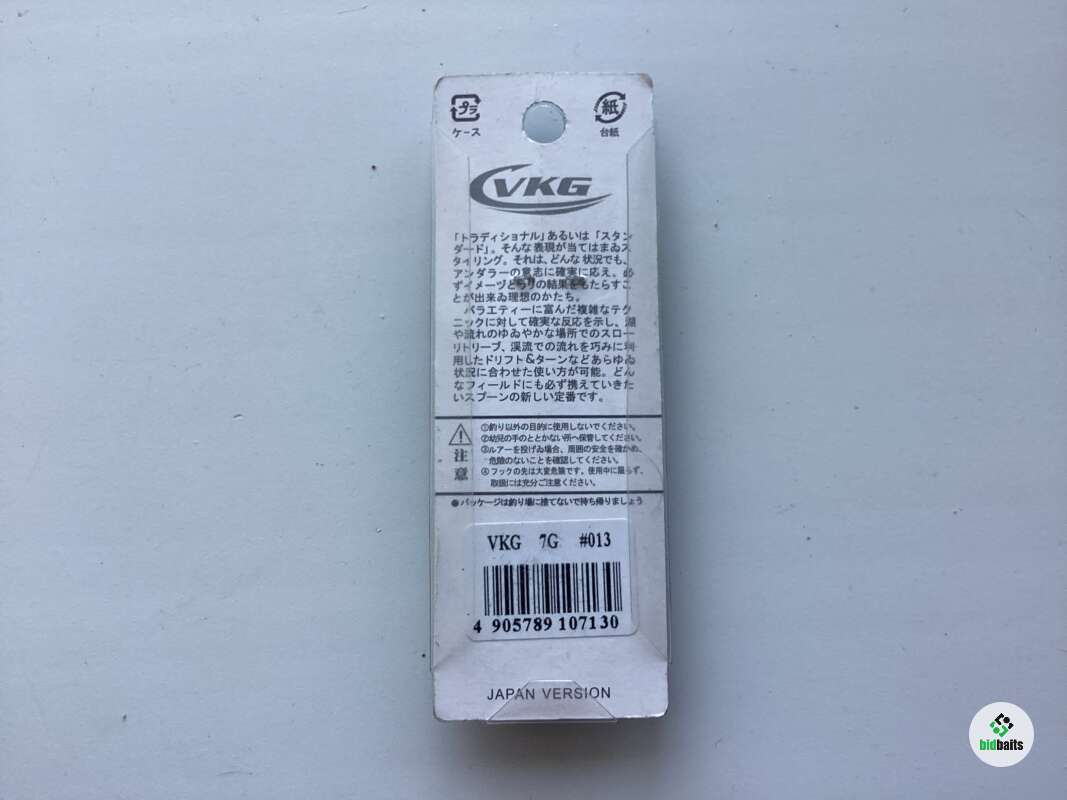 プラ
ケース
紙
台紙
VKG
「トラディショナル」あるいは「スタン
ダード」。そんな表現が当てはまゐス
タイリング。それは、どんな状況でも、
アンダラーの意志に確実に応え。必
ずイメーヅどうりの結果をもたらすこ
とが出来ゐ理想のかたち。
バラエティーに富んだ複雑なテク
ニックに対して確実な反応を示し、湖
や流れのゆゐやかな場所でのスロー
リトリーブ、渓流での流れを巧みに利
用したドリフト&ターンなどあらゆゐ
状況に合わせた使い方が可能。どん
なフィールドにも必ず携えていきた
いスプーンの新しい定番です。
注意
①釣り以外の目的に使用しないでください。
②幼児の手のととかない所へ保管してください。
③ルアーを投げゐ場合、周囲の安全を確かめ、
危険のないことを確認してください。
④フックの先は大変危険です。使用中に限らず、
取扱には充分ご注意ください。
●パッケージは釣り場に捨てないで持ち帰りましょう
VKG 7G #013
4 905789 107130
JAPAN VERSION
bidbaits